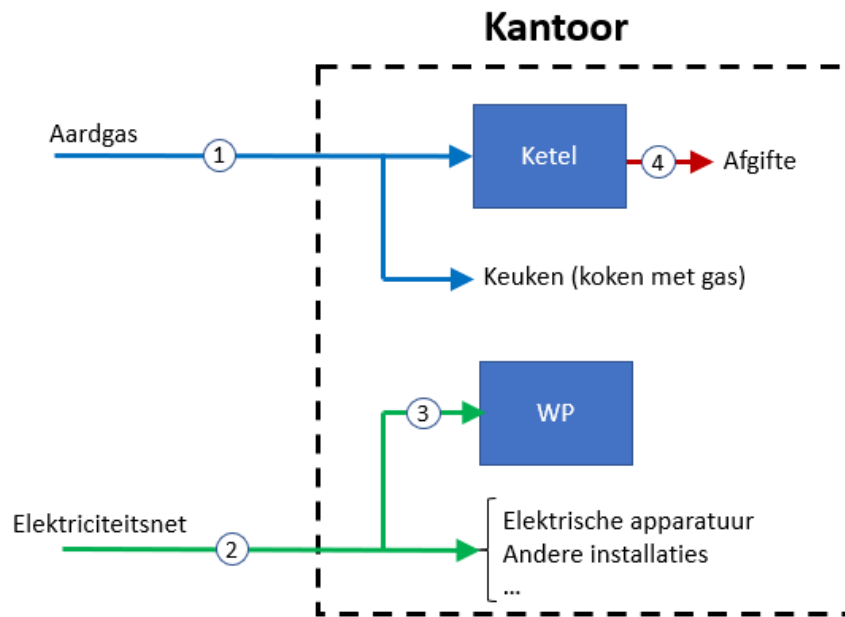 Kantoor
Aardgas
1
Ketel
4
Afgifte
Keuken (koken met gas)
3
WP
Elektriciteitsnet
2
Elektrische apparatuur
Andere installaties
...